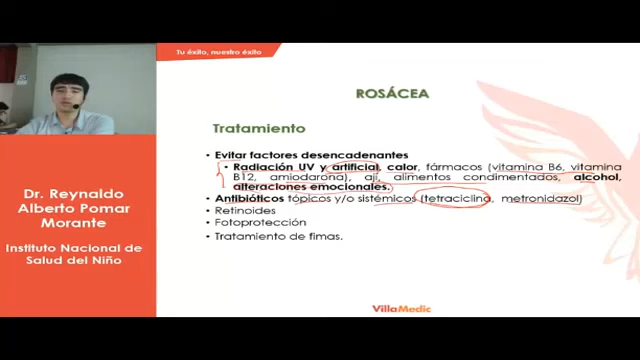 Tu éxito, nuestro éxito
ROSÁCEA
Tratamiento
• Evitar factores desencadenantes
• Radiación UV y artificial, calor, fármacos (vitamina B6, vitamina
B12, amiodarona), ají, alimentos condimentados, alcohol,
alteraciones emocionales.
• Antibióticos tópicos y/o sistémicos (tetraciclina, metronidazol)
• Retinoides
• Fotoprotección
• Tratamiento de fimas.
Dr. Reynaldo
Alberto Pomar
Morante
Instituto Nacional de
Salud del Niño
VillaMedic